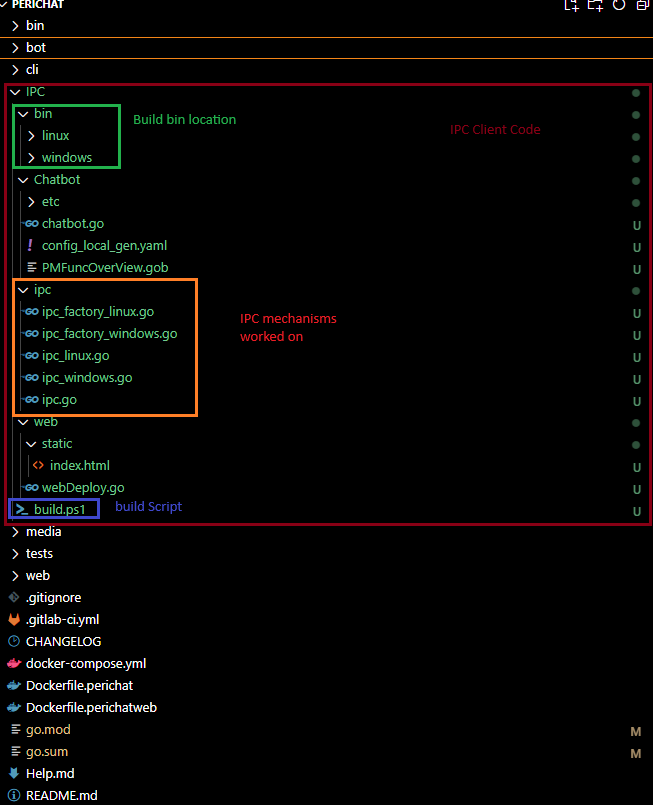 PERICHAT
bin
bot
cli
IPC
bin
Build bin location
IPC Client Code
linux
windows
Chatbot
etc
chatbot.go
U
config_local_gen.yaml
U
PMFuncOverView.gob
U
ipc
ipc_factory_linux.go
U
IPC mechanisms
worked on
ipc_factory_windows.go
U
ipc_linux.go
U
ipc_windows.go
U
ipc.go
U
web
static
index.html
U
webDeploy.go
U
build.ps1
build Script
U
media
tests
web
.gitignore
.gitlab-ci.yml
CHANGELOG
docker-compose.yml
Dockerfile.perichat
Dockerfile.perichatweb
go.mod
M
go.sum
M
Help.md
README.md